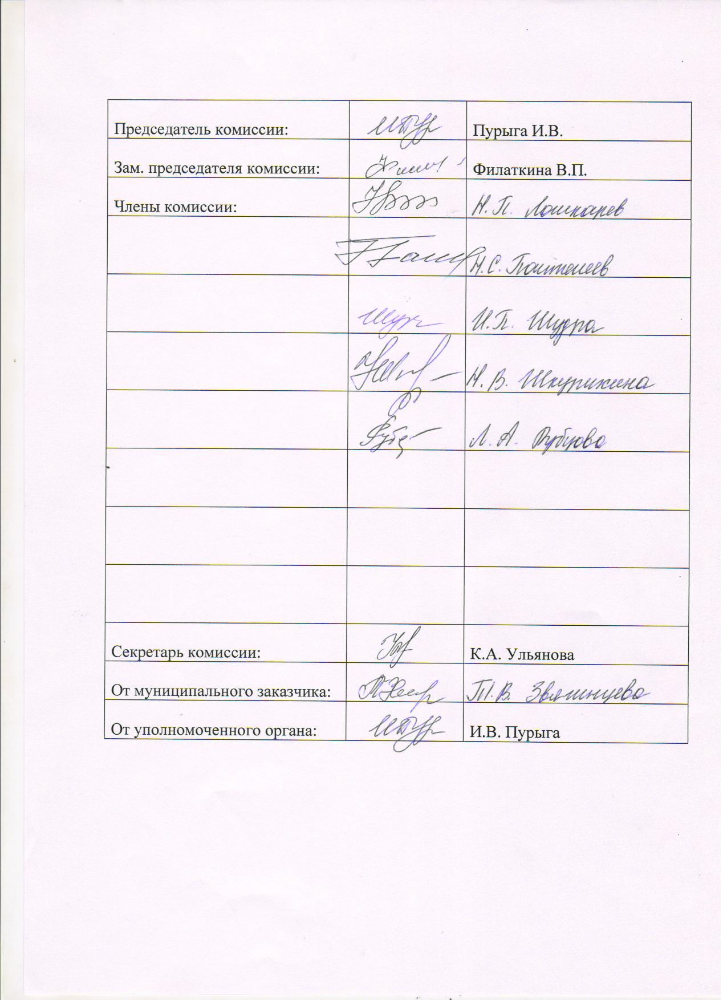 Председатель комиссии: Пурыга И.В.
Зам. председателя комиссии: Филаткина В.П.
Члены комиссии: Н.П. Лошкарев
Н.С. Пантелеев
И.П. Шудра
Н.В. Шкурихина
Л.А. Рубцова
Секретарь комиссии: К.А. Ульянова
От муниципального заказчика: Т.В. Звягинцева
От уполномоченного органа: И.В. Пурыга